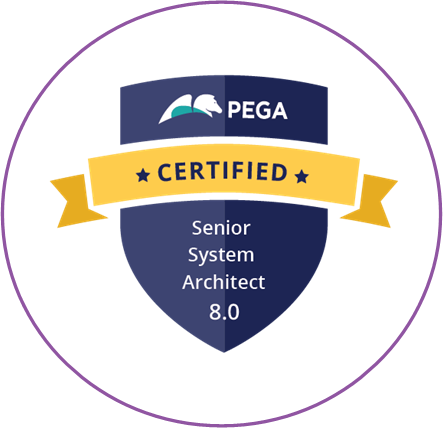 PEGA
CERTIFIED
Senior
System
Architect
8.0